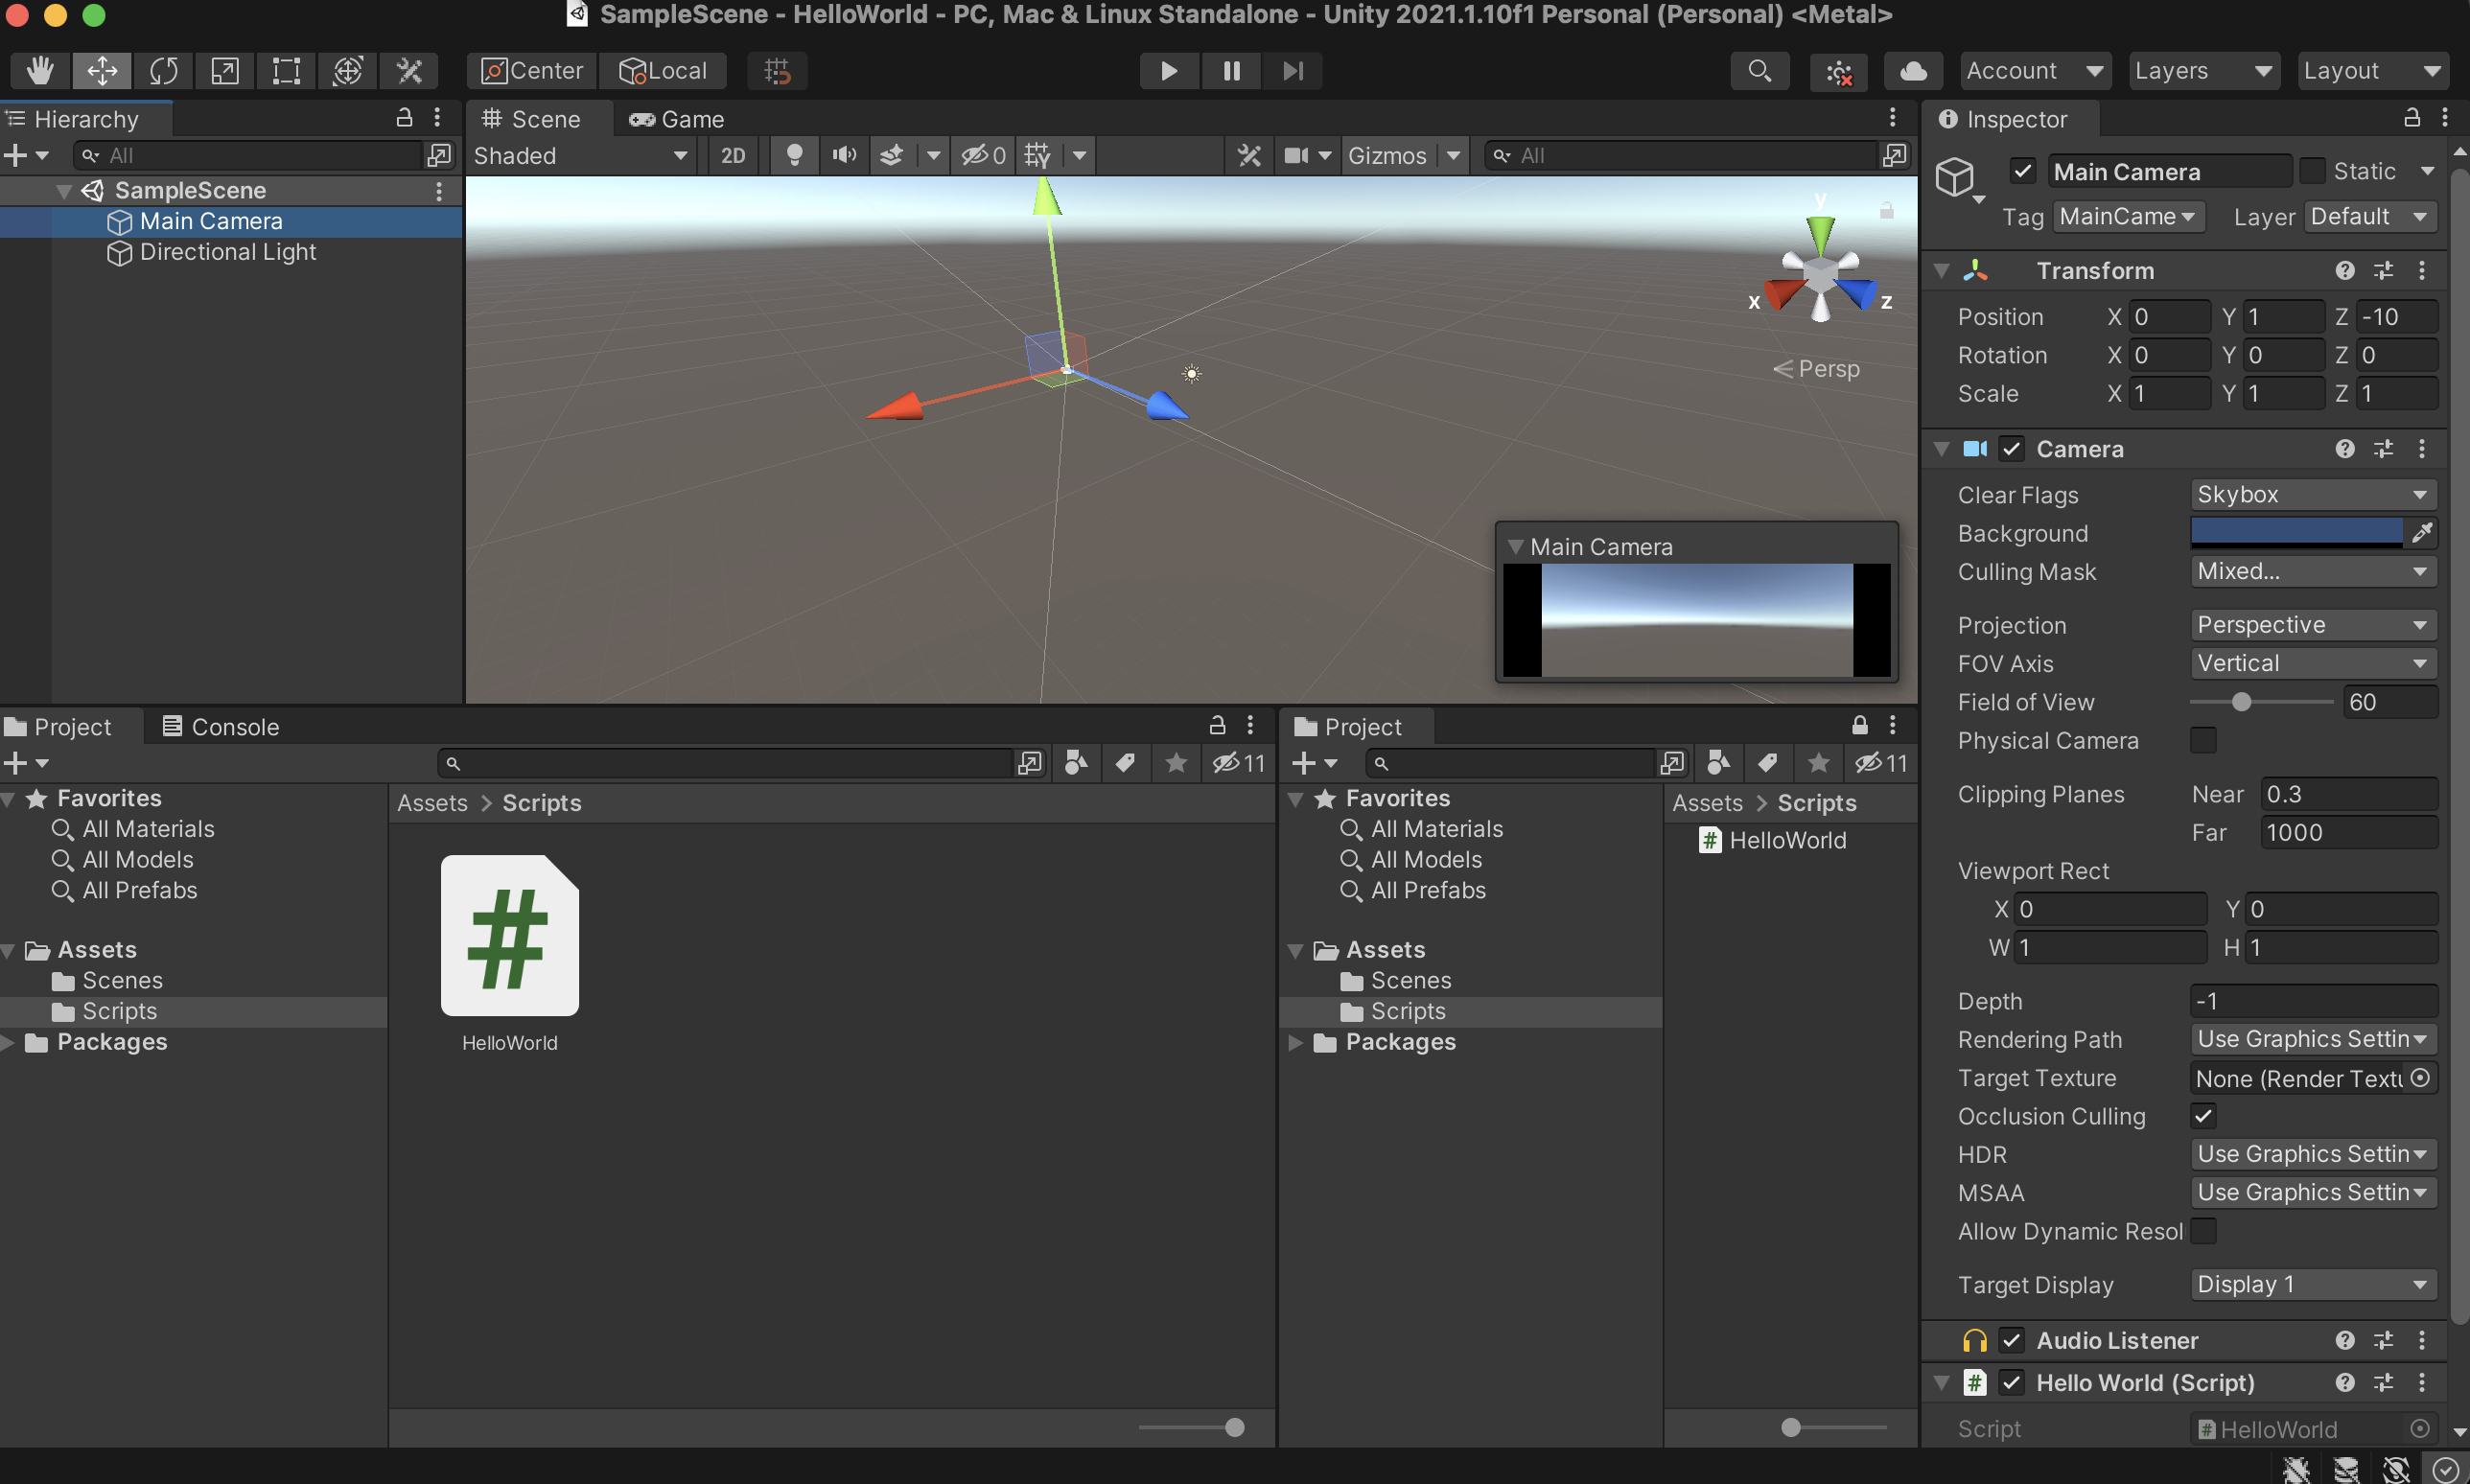 SampleScene - HelloWorld - PC, Mac & Linux Standalone - Unity 2021.1.10f1 Personal (Personal) <Metal>
Center Local Account Layers Layout
Hierarchy
All
SampleScene
Main Camera
Directional Light
Scene Game
Shaded 2D 0 Gizmos All
y
x z
Persp
Main Camera
Project Console
11
Favorites
All Materials
All Models
All Prefabs
Assets
Scenes
Scripts
Packages
Assets > Scripts
#
HelloWorld
Project
11
Favorites
All Materials
All Models
All Prefabs
Assets
Scenes
Scripts
Packages
Assets > Scripts
# HelloWorld
Inspector
Main Camera Static
Tag MainCame Layer Default
Transform
Position X 0 Y 1 Z -10
Rotation X 0 Y 0 Z 0
Scale X 1 Y 1 Z 1
Camera
Clear Flags Skybox
Background
Culling Mask Mixed...
Projection Perspective
FOV Axis Vertical
Field of View 60
Physical Camera
Clipping Planes Near 0.3
Far 1000
Viewport Rect
X 0 Y 0
W 1 H 1
Depth -1
Rendering Path Use Graphics Settin
Target Texture None (Render Textu
Occlusion Culling
HDR Use Graphics Settin
MSAA Use Graphics Settin
Allow Dynamic Resol
Target Display Display 1
Audio Listener
# Hello World (Script)
Script # HelloWorld